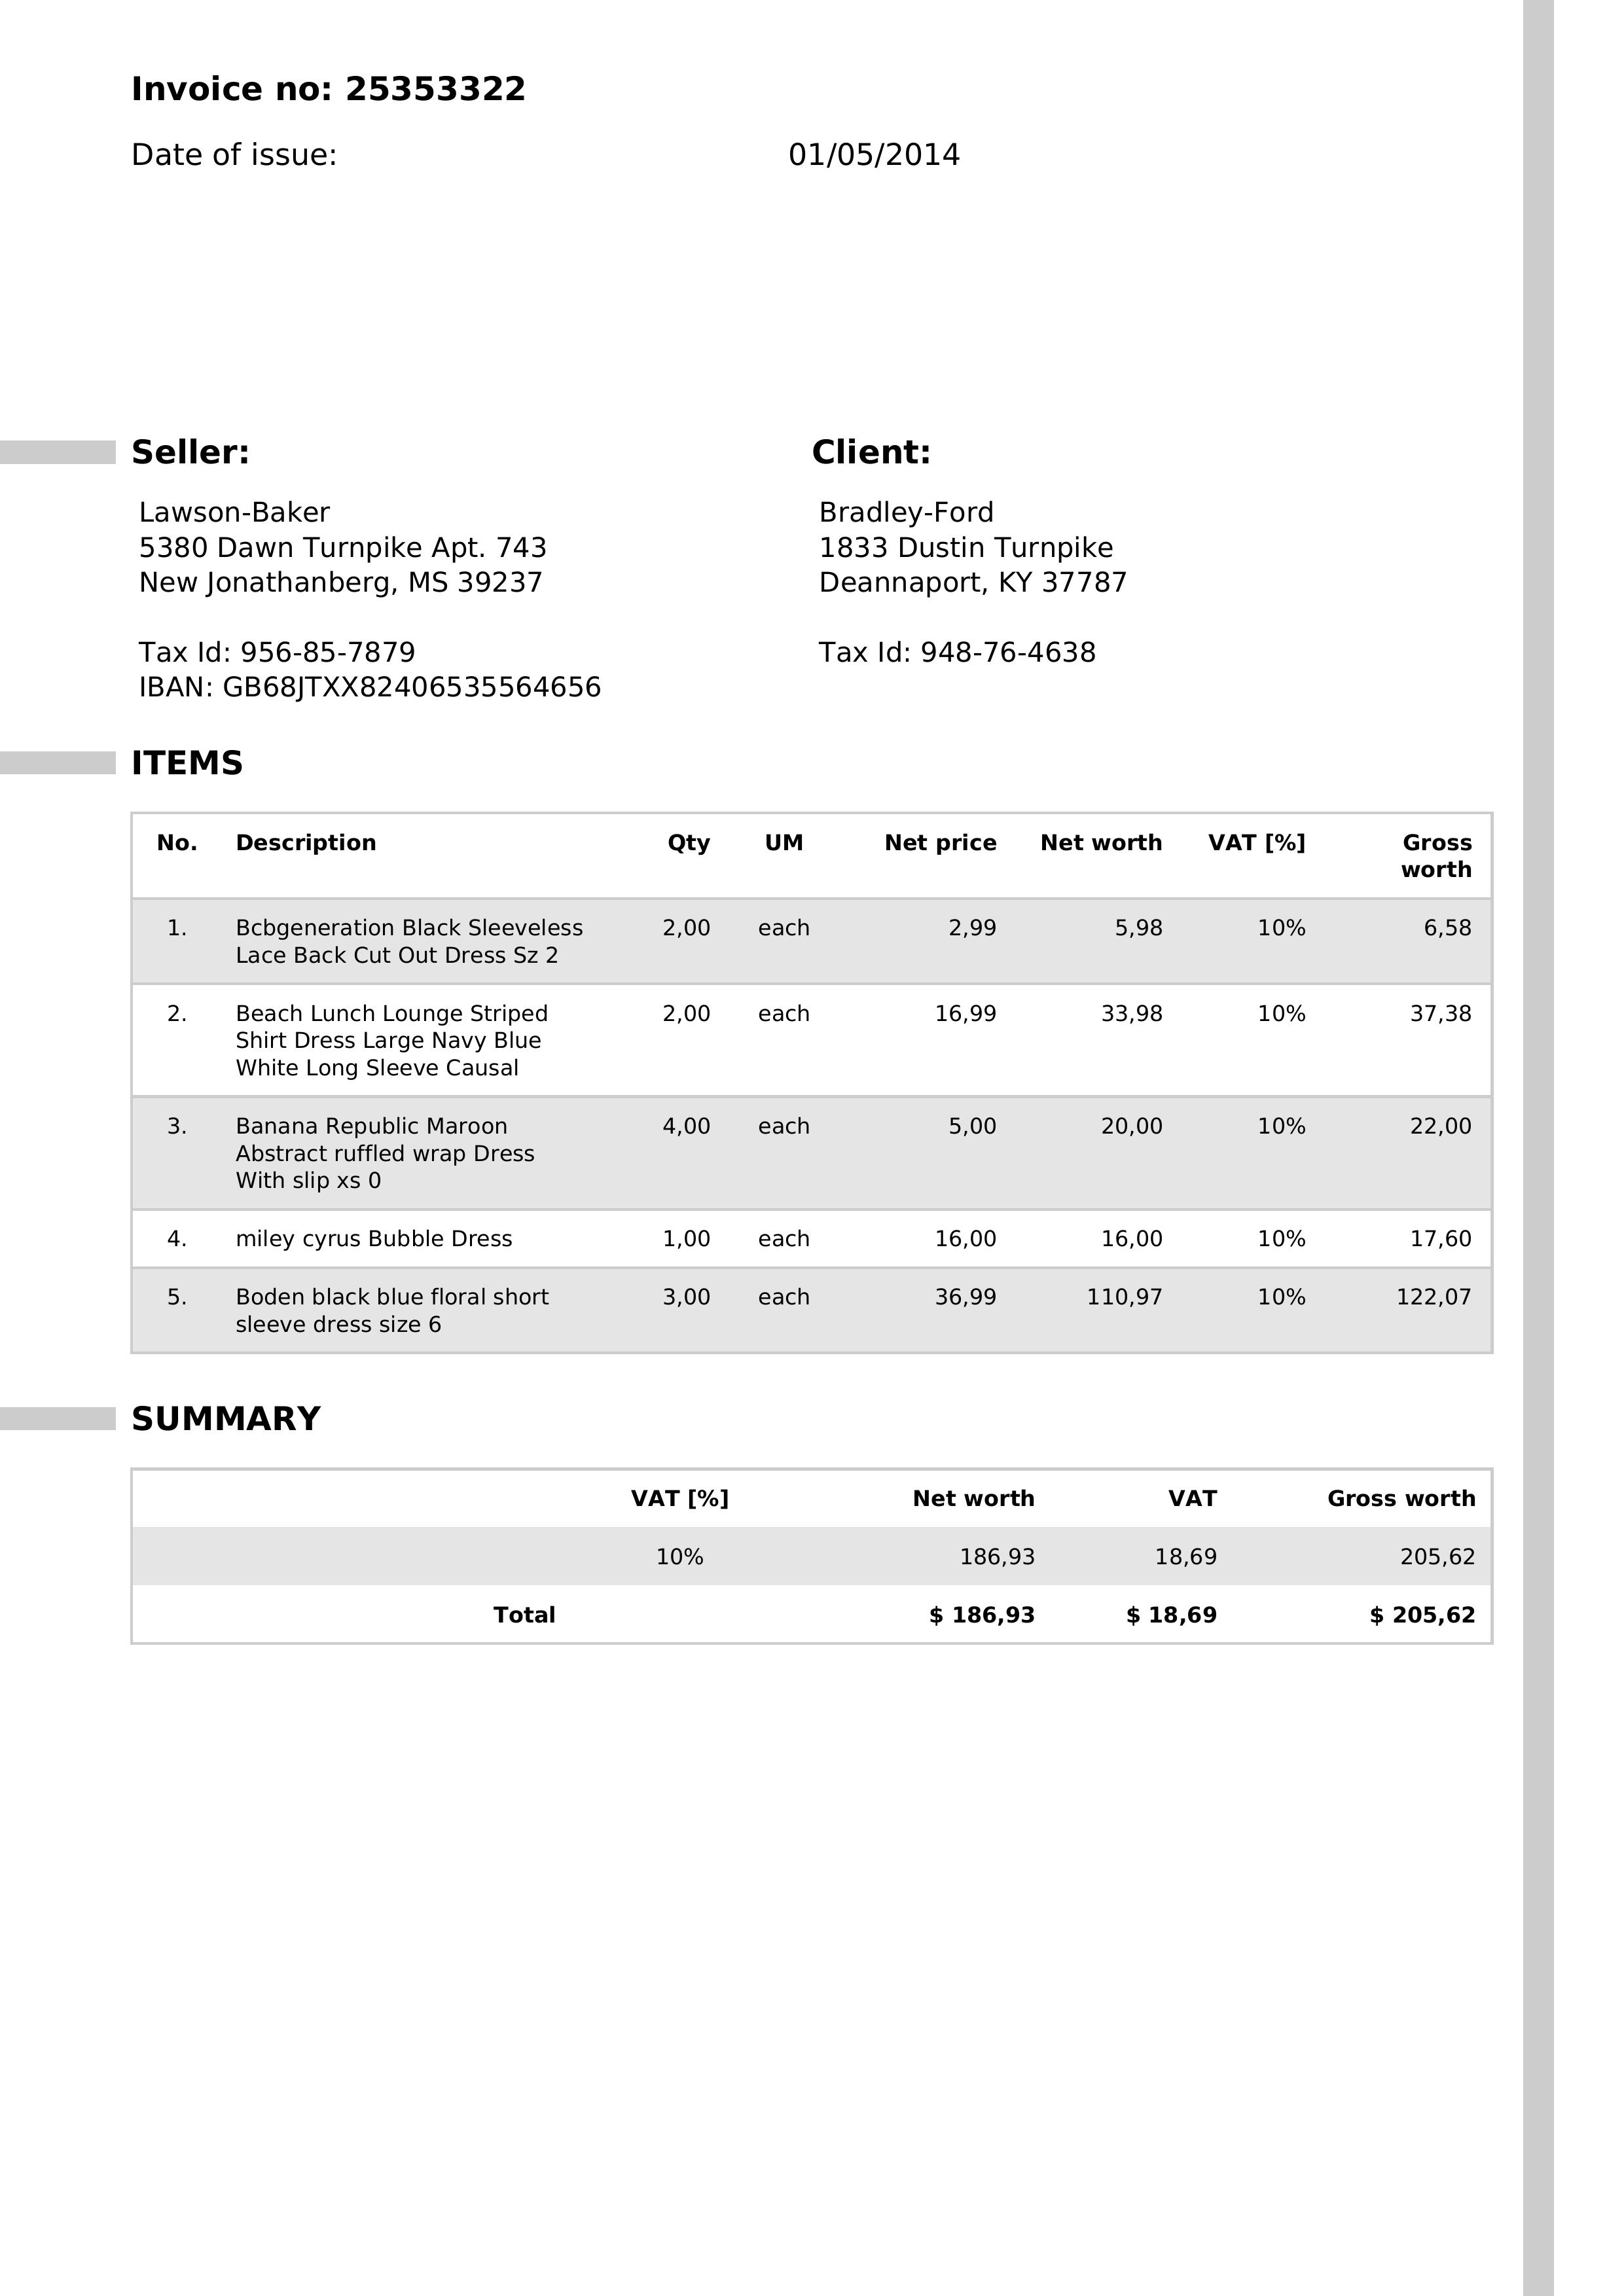 Invoice no: 25353322
Date of issue: 01/05/2014
Seller:
Lawson-Baker
5380 Dawn Turnpike Apt. 743
New Jonathanberg, MS 39237
Tax Id: 956-85-7879
IBAN: GB68JTXX82406535564656
Client:
Bradley-Ford
1833 Dustin Turnpike
Deannaport, KY 37787
Tax Id: 948-76-4638
ITEMS
No. Description Qty UM Net price Net worth VAT [%] Gross
worth
1. Bcbgeneration Black Sleeveless 2,00 each 2,99 5,98 10% 6,58
Lace Back Cut Out Dress Sz 2
2. Beach Lunch Lounge Striped 2,00 each 16,99 33,98 10% 37,38
Shirt Dress Large Navy Blue
White Long Sleeve Causal
3. Banana Republic Maroon 4,00 each 5,00 20,00 10% 22,00
Abstract ruffled wrap Dress
With slip xs 0
4. miley cyrus Bubble Dress 1,00 each 16,00 16,00 10% 17,60
5. Boden black blue floral short 3,00 each 36,99 110,97 10% 122,07
sleeve dress size 6
SUMMARY
VAT [%] Net worth VAT Gross worth
10% 186,93 18,69 205,62
Total $ 186,93 $ 18,69 $ 205,62